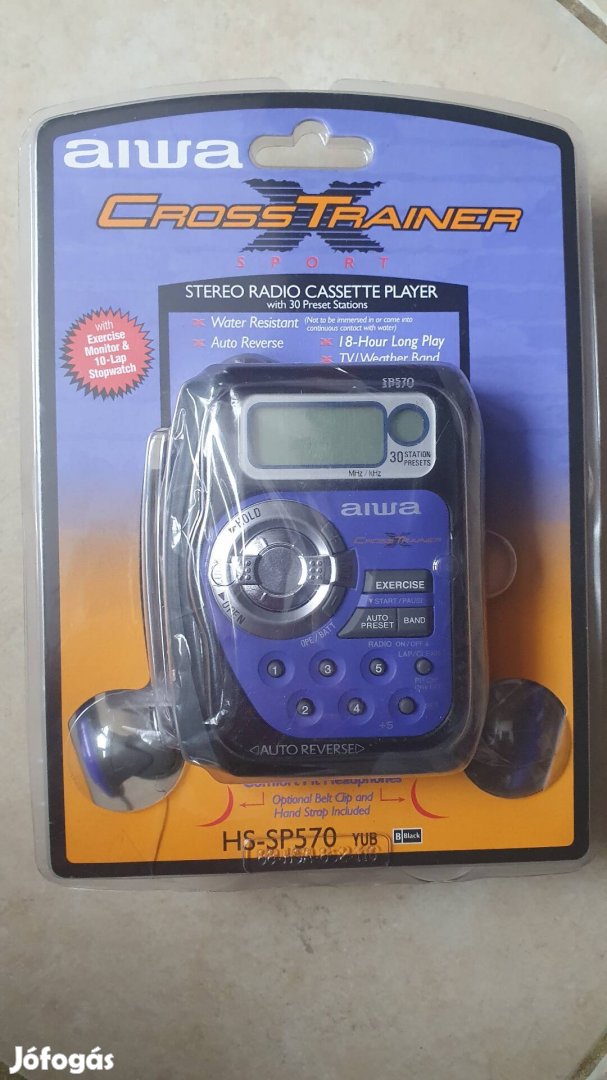 aiwa
CROSSTRAINER
X
SPORT
STEREO RADIO CASSETTE PLAYER
with 30 Preset Stations
with
Exercise
Monitor &
10-Lap
Stopwatch
Water Resistant (Not to be immersed in or come into
continuous contact with water)
Auto Reverse
18-Hour Long Play
TV/Weather Band
SP570
30 STATION
PRESETS
MHz / kHz
aiwa
CROSSTRAINER
HOLD
OPEN
OPE/BATT
EXERCISE
▼ START/PAUSE
AUTO
PRESET
BAND
RADIO ON/OFF
LAP/CLEAR
1 3 5
2 4
+5
◁AUTO REVERSE▷
Comfort Fit Headphones
Optional Belt Clip and
Hand Strap Included
HS-SP570 YUB B Black
Jófogás